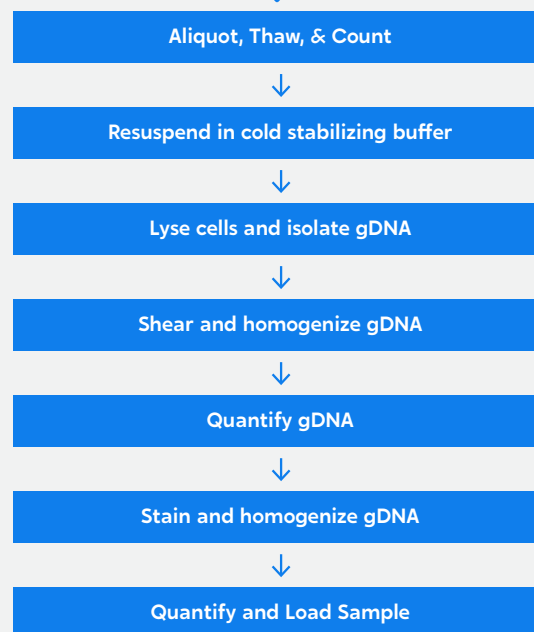 Aliquot, Thaw, & Count
Resuspend in cold stabilizing buffer
Lyse cells and isolate gDNA
Shear and homogenize gDNA
Quantify gDNA
Stain and homogenize gDNA
Quantify and Load Sample